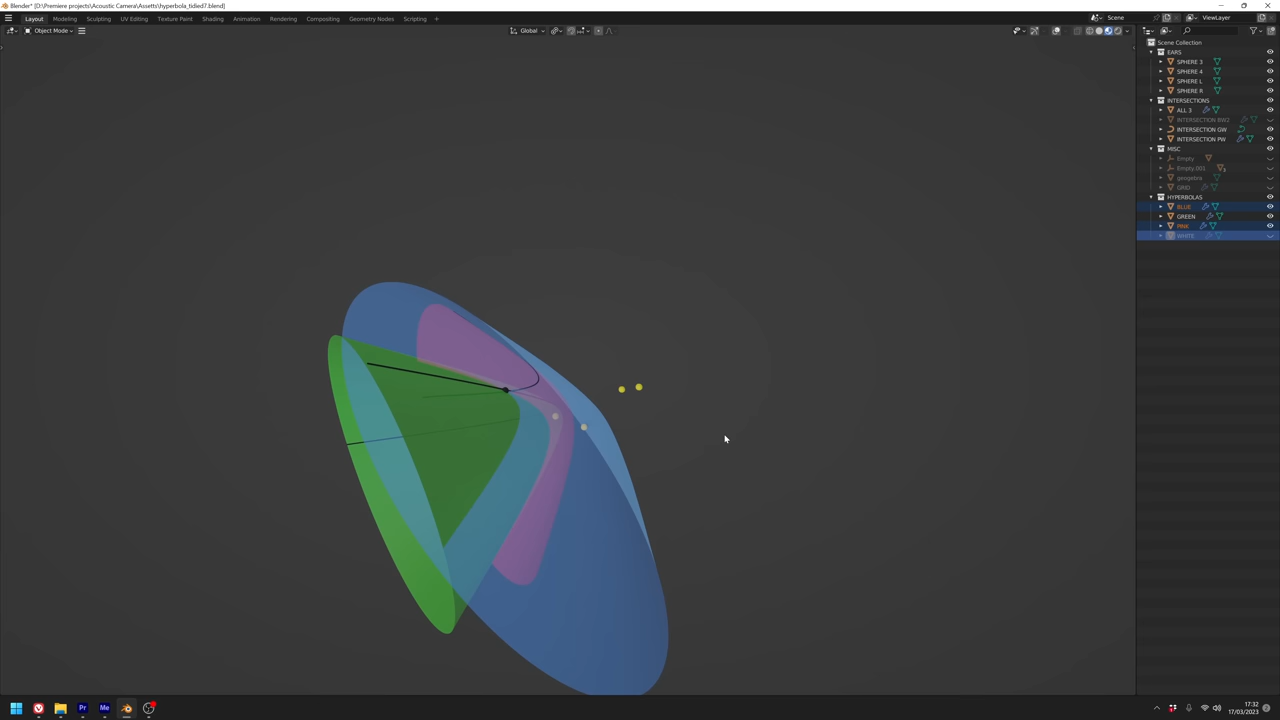 Blender* [D:\Premiere projects\Acoustic Camera\Assets\hyperbola_tidied7.blend]
Layout Modeling Sculpting UV Editing Texture Paint Shading Animation Rendering Compositing Geometry Nodes Scripting +
Scene
ViewLayer
Object Mode
Global
Scene Collection
EARS
SPHERE 3
SPHERE 4
SPHERE L
SPHERE R
INTERSECTIONS
ALL 3
INTERSECTION BW2
INTERSECTION GW
INTERSECTION PW
MISC
Empty
Empty.001
geogebra
GRID
HYPERBOLAS
BLUE
GREEN
PINK
WHITE
Pr
Me
17:32
17/03/2023